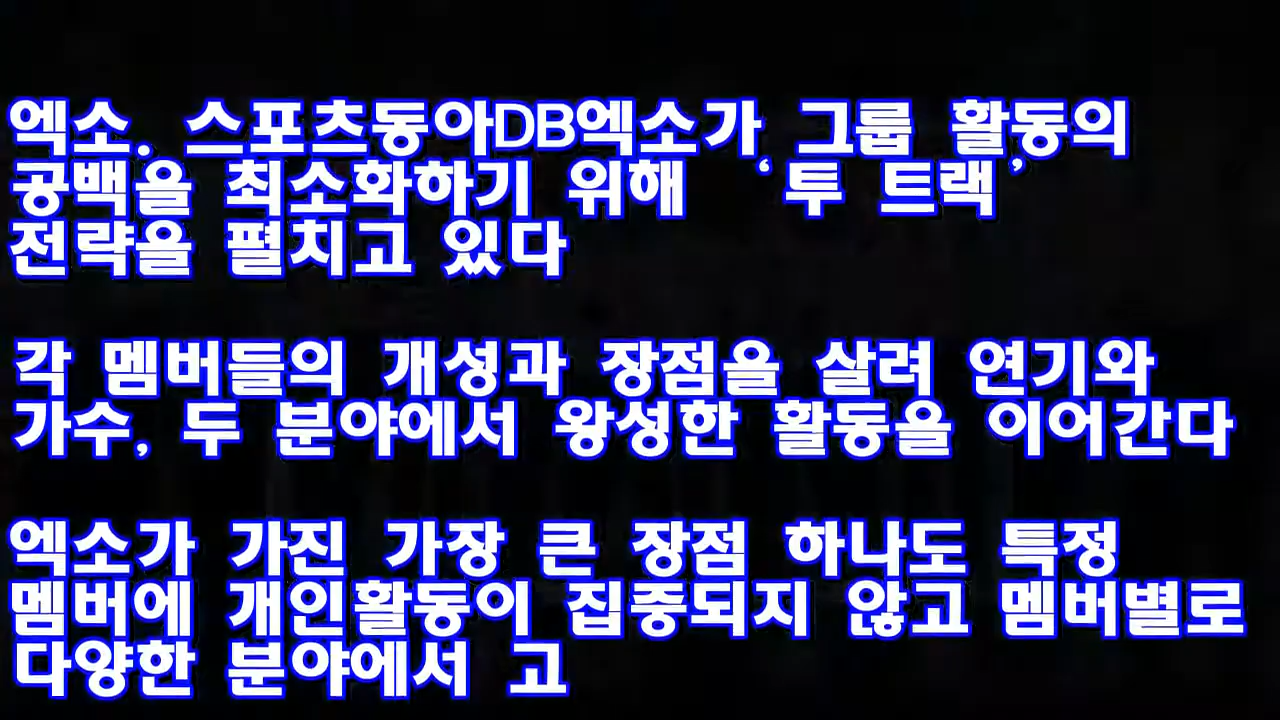 엑소. 스포츠동아DB엑소가 그룹 활동의
공백을 최소화하기 위해 ‘투 트랙’
전략을 펼치고 있다
각 멤버들의 개성과 장점을 살려 연기와
가수, 두 분야에서 왕성한 활동을 이어간다
엑소가 가진 가장 큰 장점 하나도 특정
멤버에 개인활동이 집중되지 않고 멤버별로
다양한 분야에서 고